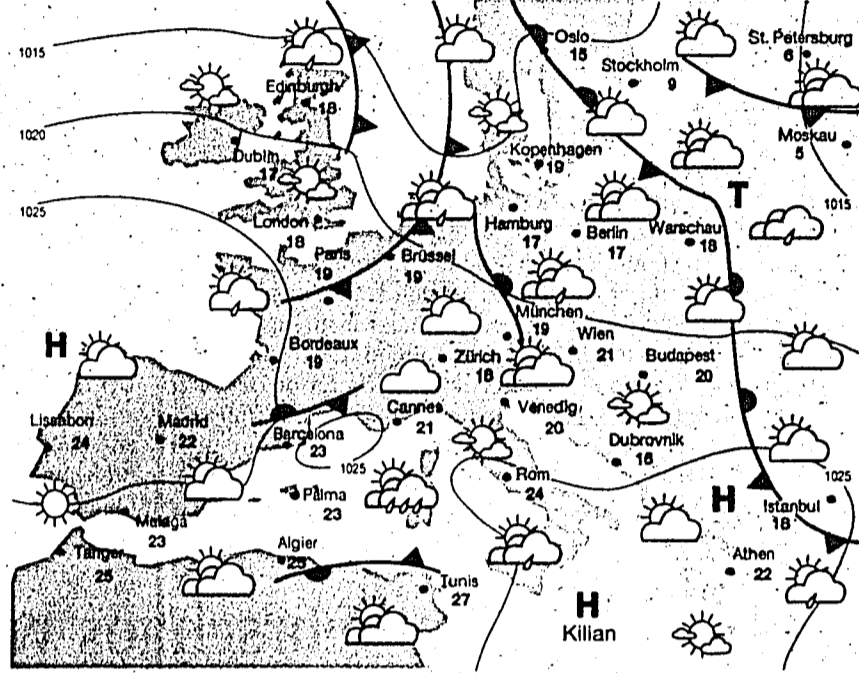 1015
Oslo
15
St. Petersburg
6
Stockholm
9
Edinburgh
18
1020
Moskau
5
Dublin
17
Kopenhagen
19
1015
1025
T
London
18
Hamburg
17
Berlin
17
Warschau
18
Paris
19
Brüssel
19
München
19
H
Bordeaux
19
Zürich
18
Wien
21
Budapest
20
Lissabon
24
Madrid
22
Barcelona
23
Cannes
21
Venedig
20
Dubrovnik
16
1025
Rom
24
1025
Palma
23
H
Istanbul
18
Malaga
23
Tanger
25
Algier
25
Athen
22
Tunis
27
H
Kilian